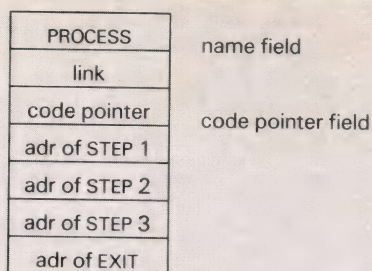 PROCESS
name field
link
code pointer
code pointer field
adr of STEP 1
adr of STEP 2
adr of STEP 3
adr of EXIT